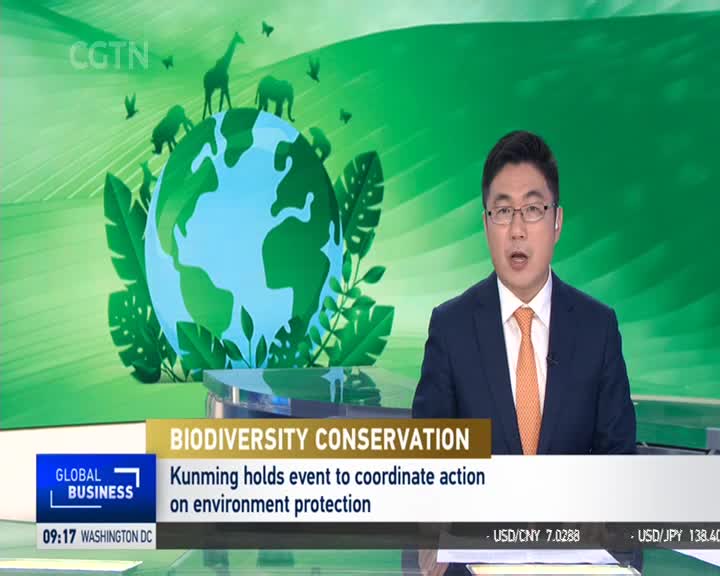 CGTN
BIODIVERSITY CONSERVATION
Kunming holds event to coordinate action
on environment protection
GLOBAL
BUSINESS
09:17 WASHINGTON DC
- USD/CNY 7.0288 - USD/JPY 138.40